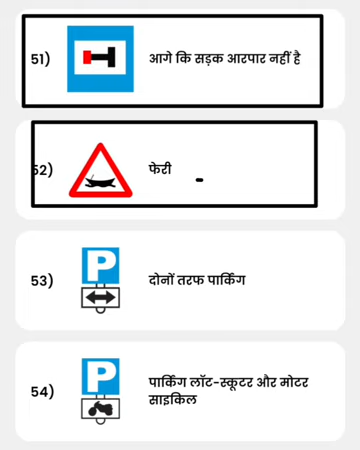 51) आगे कि सड़क आरपार नहीं है
52) फेरी
53) P दोनों तरफ पार्किंग
54) P पार्किंग लॉट-स्कूटर और मोटर
साइकिल